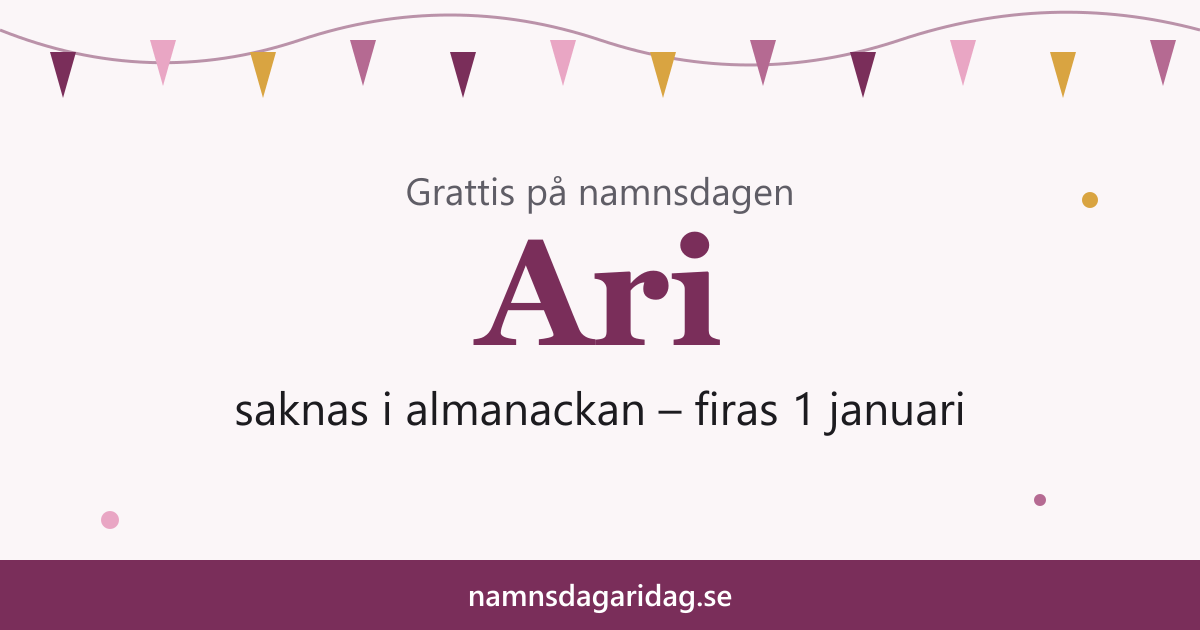 Grattis på namnsdagen
Ari
saknas i almanackan – firas 1 januari
namnsdagaridag.se